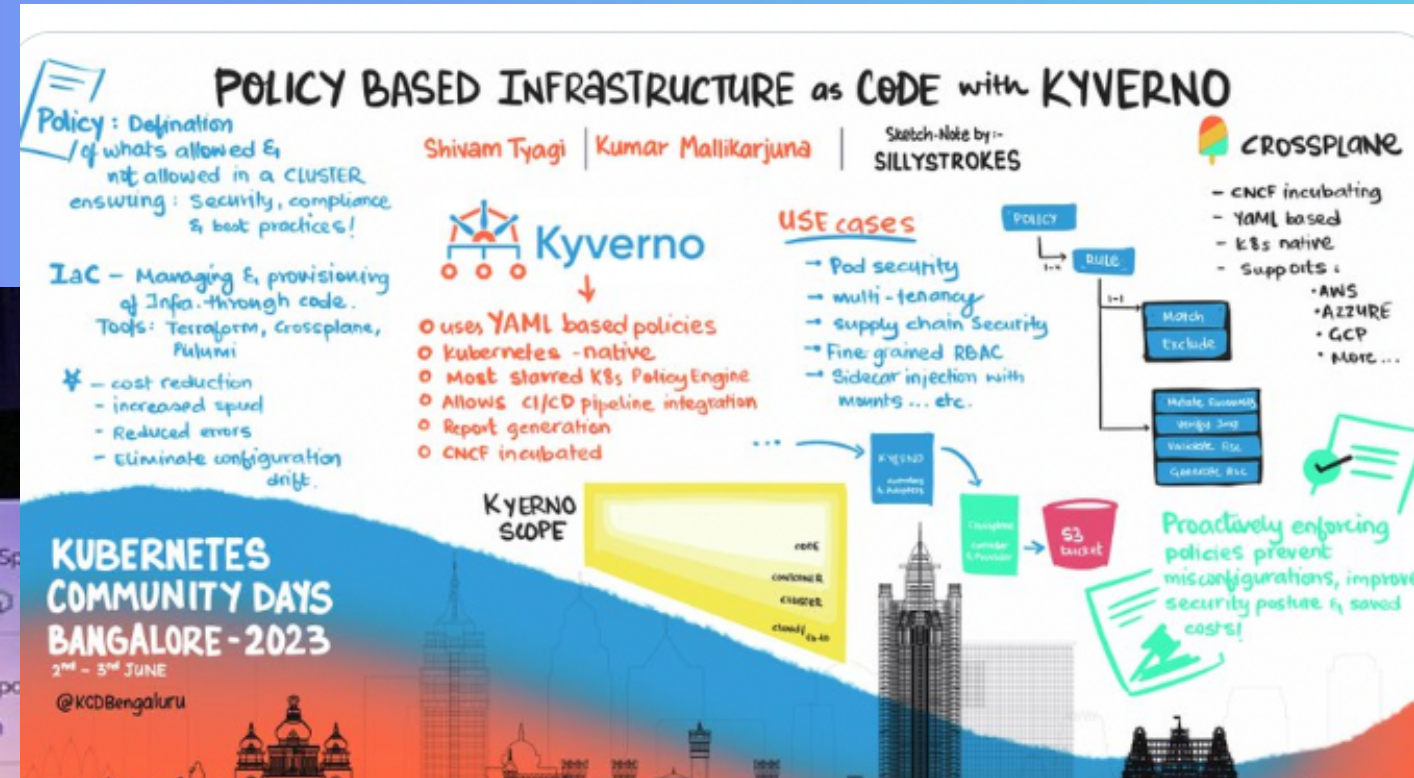 POLICY BASED INFRASTRUCTURE as CODE with KYVERNO
Policy : Defination
of whats allowed &
not allowed in a CLUSTER
ensuring : Security, compliance
& best practices!
IaC - Managing & provisioning
of Infra. through code.
Tools: Terraform, Crossplane,
Pulumi
- cost reduction
- increased spud
- Reduced errors
- Eliminate configuration
drift.
Shivam Tyagi | Kumar Mallikarjuna
Sketch-Note by:-
SILLYSTROKES
Kyverno
uses YAML based policies
Kubernetes - native
Most starred K8s Policy Engine
Allows CI/CD pipeline integration
Report generation
CNCF incubated
USE cases
→ Pod security
→ multi-tenancy
→ supply chain Security
→ Fine grained RBAC
→ Sidecar injection with
mounts ... etc.
POLICY
RULE
1-1
Match
Exclude
CROSSPLANE
- CNCF incubating
- YAML based
- K8s native
- Supports :
• AWS
• AZZURE
• GCP
• More ...
KYERNO
SCOPE
CODE
CONTAINER
CLUSTER
KYVERNO
S3
bucket
Proactively enforcing
policies prevent
misconfigurations, improve
security posture & saved
costs!
KUBERNETES
COMMUNITY DAYS
BANGALORE - 2023
2nd - 3rd JUNE
@KCDBengaluru